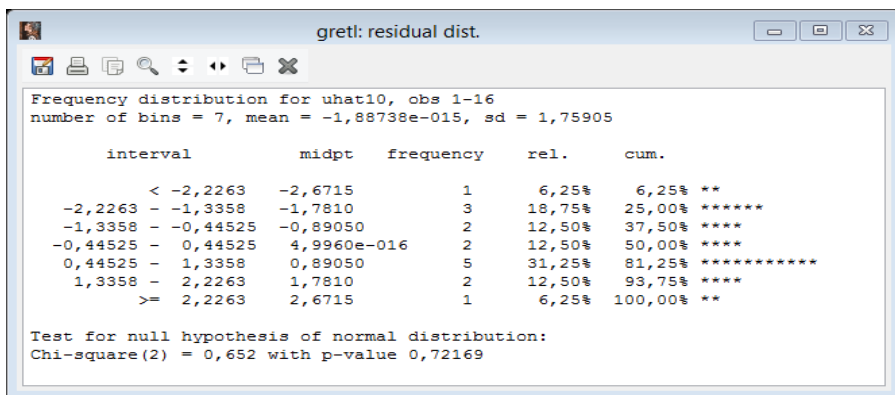 gretl: residual dist.
Frequency distribution for uhat10, obs 1-16
number of bins = 7, mean = -1,88738e-015, sd = 1,75905
interval midpt frequency rel. cum.
< -2,2263 -2,6715 1 6,25% 6,25% **
-2,2263 - -1,3358 -1,7810 3 18,75% 25,00% ******
-1,3358 - -0,44525 -0,89050 2 12,50% 37,50% ****
-0,44525 - 0,44525 4,9960e-016 2 12,50% 50,00% ****
0,44525 - 1,3358 0,89050 5 31,25% 81,25% ***********
1,3358 - 2,2263 1,7810 2 12,50% 93,75% ****
>= 2,2263 2,6715 1 6,25% 100,00% **
Test for null hypothesis of normal distribution:
Chi-square(2) = 0,652 with p-value 0,72169